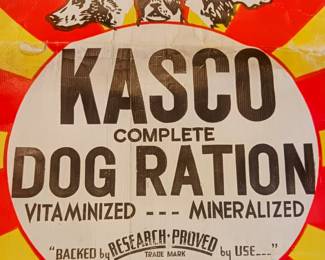 KASCO
COMPLETE
DOG RATION
VITAMINIZED --- MINERALIZED
"BACKED by RESEARCH·PROVED by USE---"
TRADE MARK